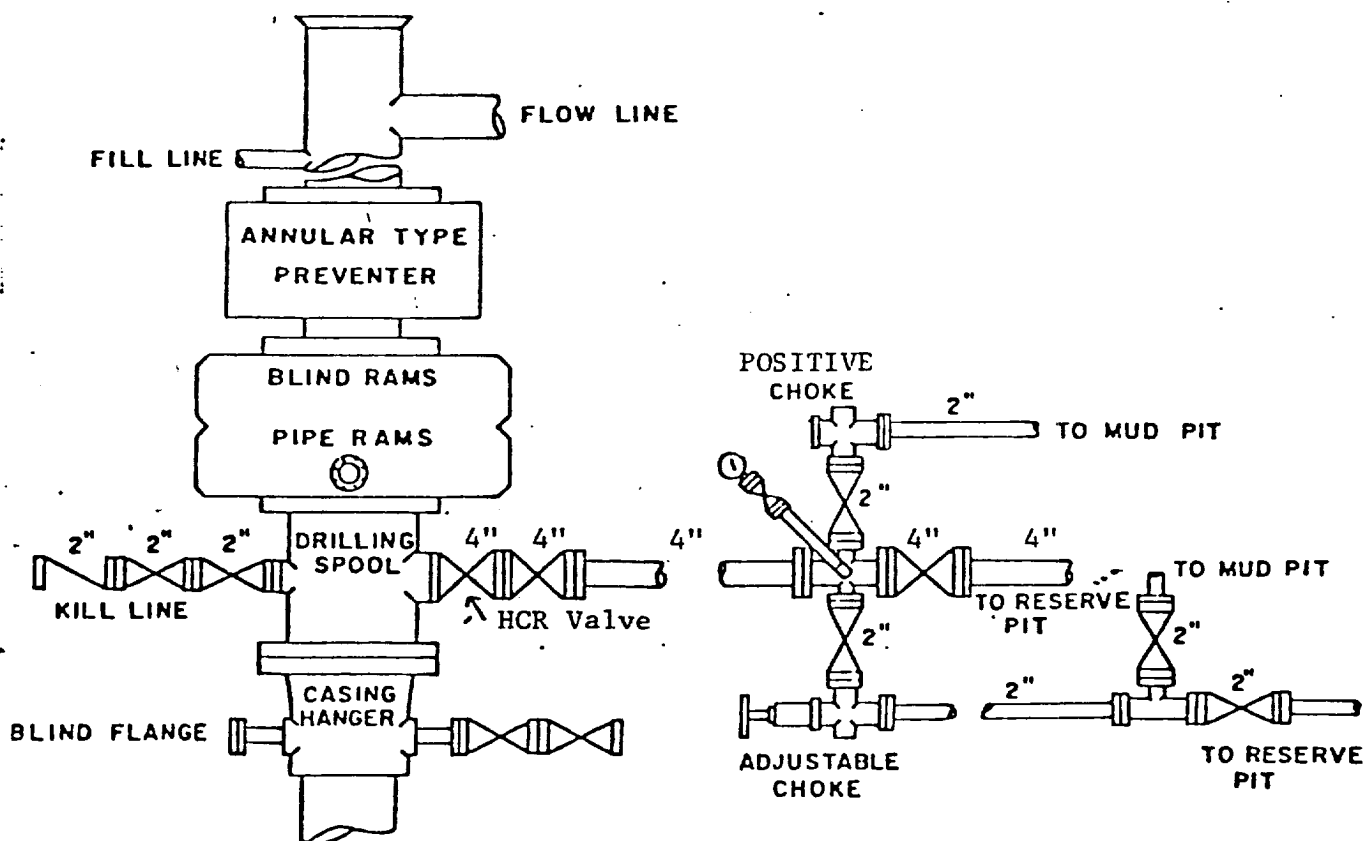 FLOW LINE
FILL LINE
ANNULAR TYPE
PREVENTER
BLIND RAMS
PIPE RAMS
DRILLING
SPOOL
2" 2" 2"
4" 4" 4"
KILL LINE
HCR Valve
CASING
HANGER
BLIND FLANGE
POSITIVE
CHOKE
2"
TO MUD PIT
2"
4" 4"
TO RESERVE
PIT
2"
TO MUD PIT
2"
2" 2"
ADJUSTABLE
CHOKE
TO RESERVE
PIT